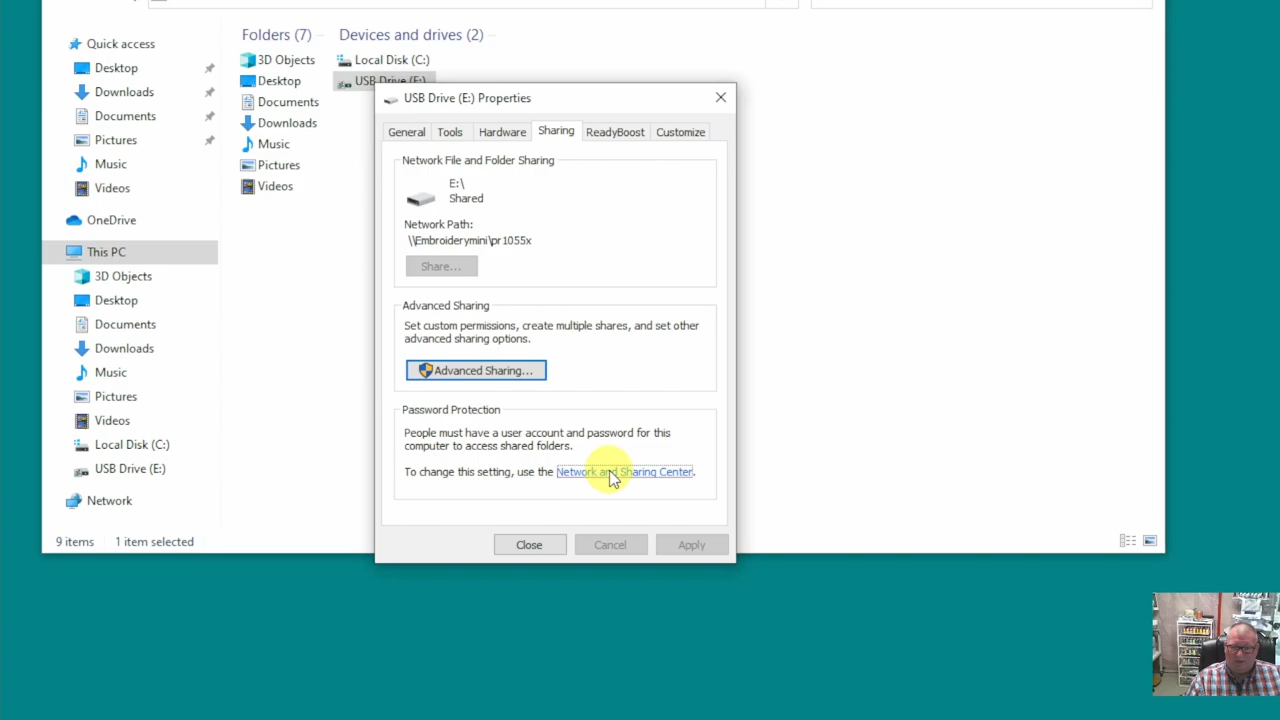 Quick access
Desktop
Downloads
Documents
Pictures
Music
Videos
OneDrive
This PC
3D Objects
Desktop
Documents
Downloads
Music
Pictures
Videos
Local Disk (C:)
USB Drive (E:)
Network
9 items 1 item selected
Folders (7)
3D Objects
Desktop
Documents
Downloads
Music
Pictures
Videos
Devices and drives (2)
Local Disk (C:)
USB Drive (E:)
USB Drive (E:) Properties
General Tools Hardware Sharing ReadyBoost Customize
Network File and Folder Sharing
E:\
Shared
Network Path:
\\Embroiderymini\pr1055x
Share...
Advanced Sharing
Set custom permissions, create multiple shares, and set other
advanced sharing options.
Advanced Sharing...
Password Protection
People must have a user account and password for this
computer to access shared folders.
To change this setting, use the Network and Sharing Center.
Close Cancel Apply